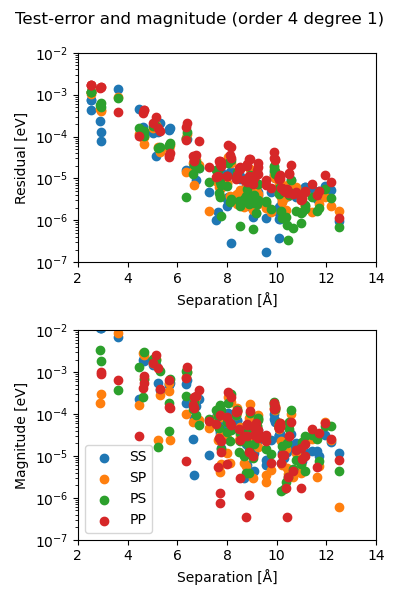 Test-error and magnitude (order 4 degree 1)
10⁻²
10⁻³
10⁻⁴
10⁻⁵
10⁻⁶
10⁻⁷
Residual [eV]
2 4 6 8 10 12 14
Separation [Å]
10⁻²
10⁻³
10⁻⁴
10⁻⁵
10⁻⁶
10⁻⁷
Magnitude [eV]
SS
SP
PS
PP
2 4 6 8 10 12 14
Separation [Å]